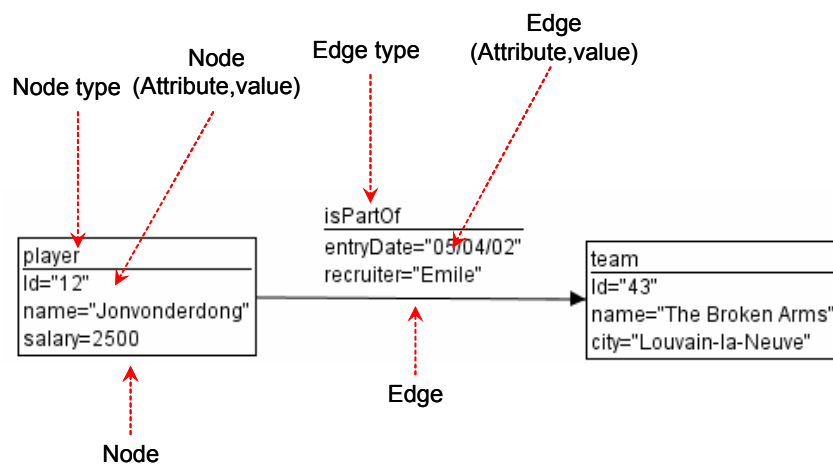 Node type
Node
(Attribute,value)
Edge type
Edge
(Attribute,value)
isPartOf
entryDate="05/04/02"
recruiter="Emile"
player
Id="12"
name="Jonvonderdong"
salary=2500
team
Id="43"
name="The Broken Arms"
city="Louvain-la-Neuve"
Edge
Node